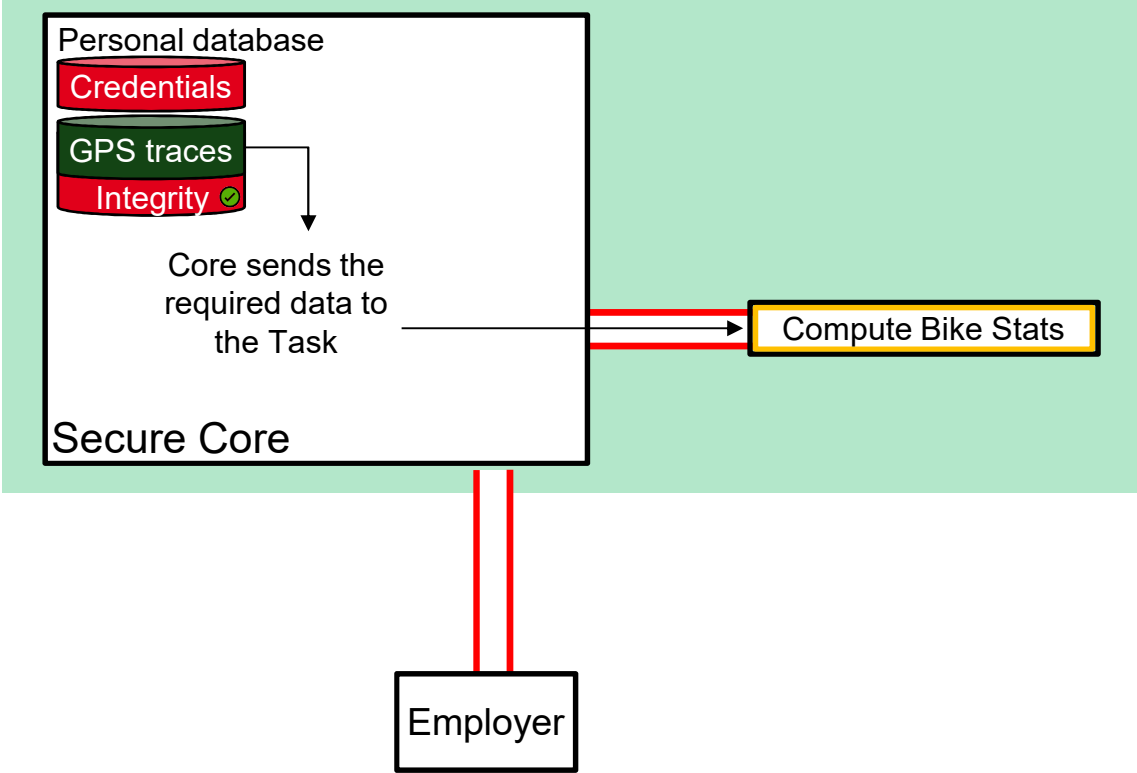 Personal database
Credentials
GPS traces
Integrity
Core sends the
required data to
the Task
Compute Bike Stats
Secure Core
Employer